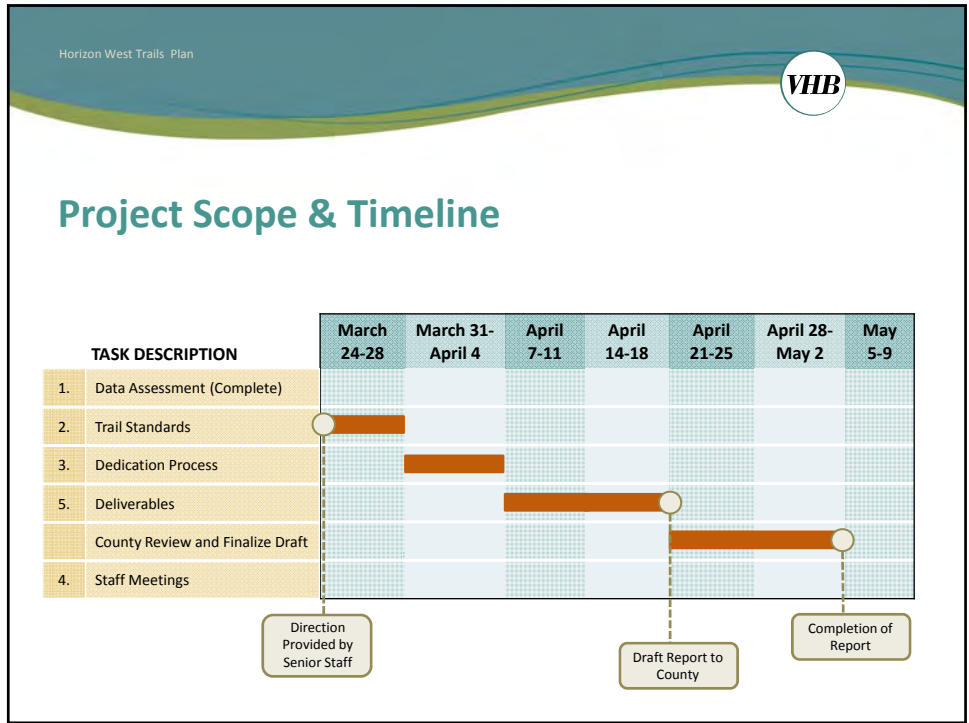 Horizon West Trails Plan
VHB
Project Scope & Timeline
TASK DESCRIPTION
March
24-28
March 31-
April 4
April
7-11
April
14-18
April
21-25
April 28-
May 2
May
5-9
1. Data Assessment (Complete)
2. Trail Standards
3. Dedication Process
5. Deliverables
County Review and Finalize Draft
4. Staff Meetings
Direction
Provided by
Senior Staff
Draft Report to
County
Completion of
Report